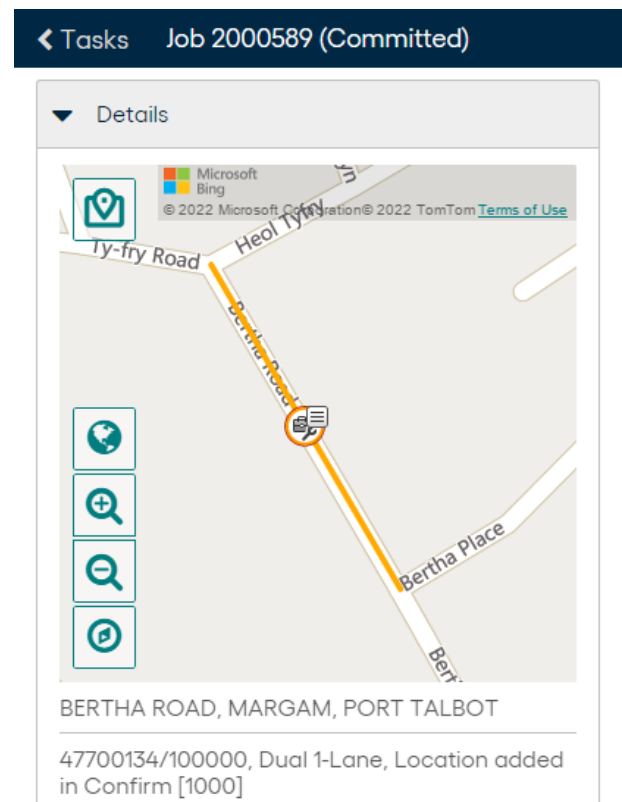 Tasks Job 2000589 (Committed)
Details
Microsoft
Bing
© 2022 Microsoft Corporation© 2022 TomTom Terms of Use
Heol Tyfry
Ty-fry Road
Bertha Road
Bertha Place
Bert
BERTHA ROAD, MARGAM, PORT TALBOT
47700134/100000, Dual 1-Lane, Location added
in Confirm [1000]